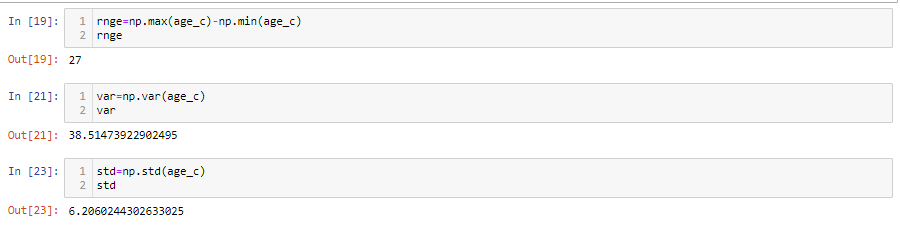 In [19]: 1 rnge=np.max(age_c)-np.min(age_c)
2 rnge
Out[19]: 27
In [21]: 1 var=np.var(age_c)
2 var
Out[21]: 38.51473922902495
In [23]: 1 std=np.std(age_c)
2 std
Out[23]: 6.2060244302633025